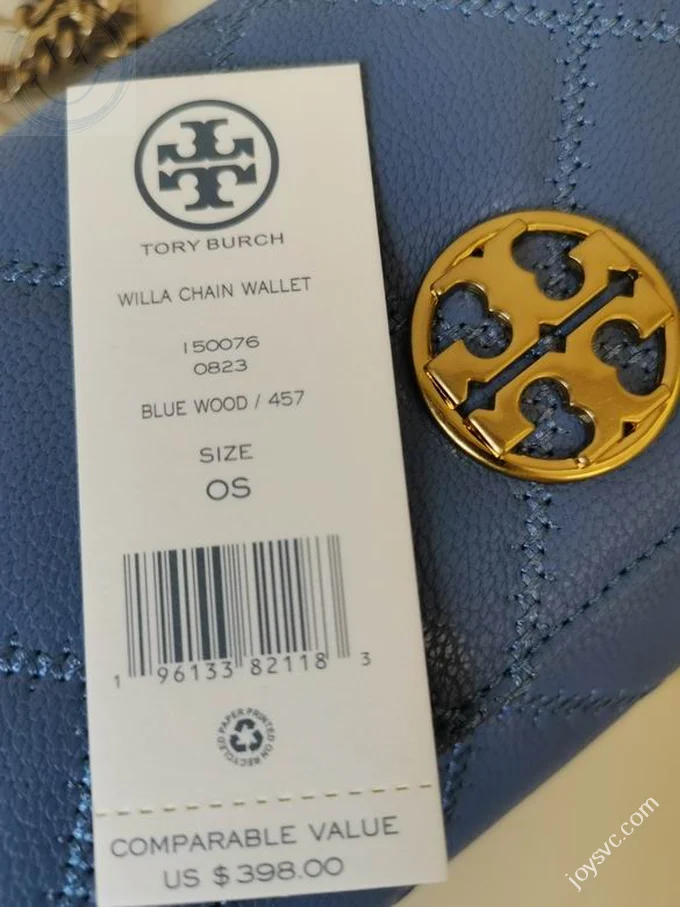 TORY BURCH
WILLA CHAIN WALLET
150076
0823
BLUE WOOD / 457
SIZE
OS
1 96133 82118 3
PAPER PRINTED ON RECYCLED
COMPARABLE VALUE
US $398.00
joysvc.com